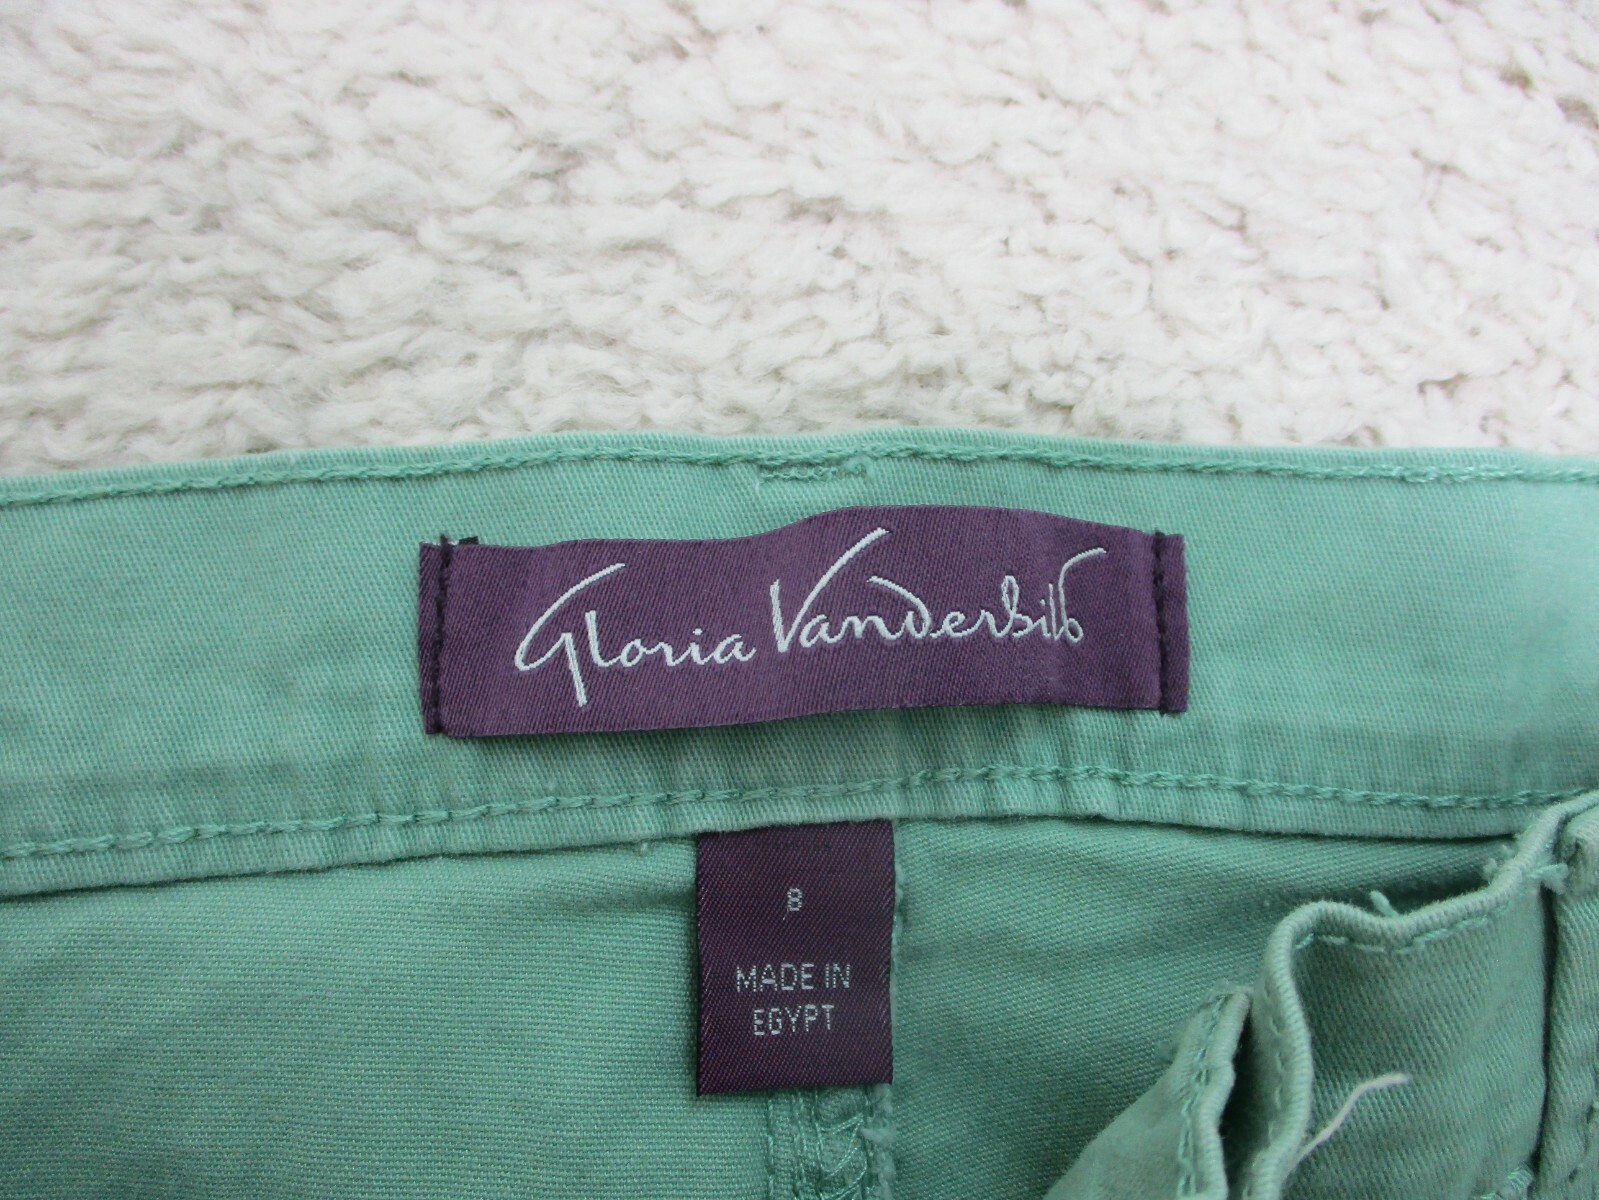 Gloria Vanderbilt
8
MADE IN
EGYPT